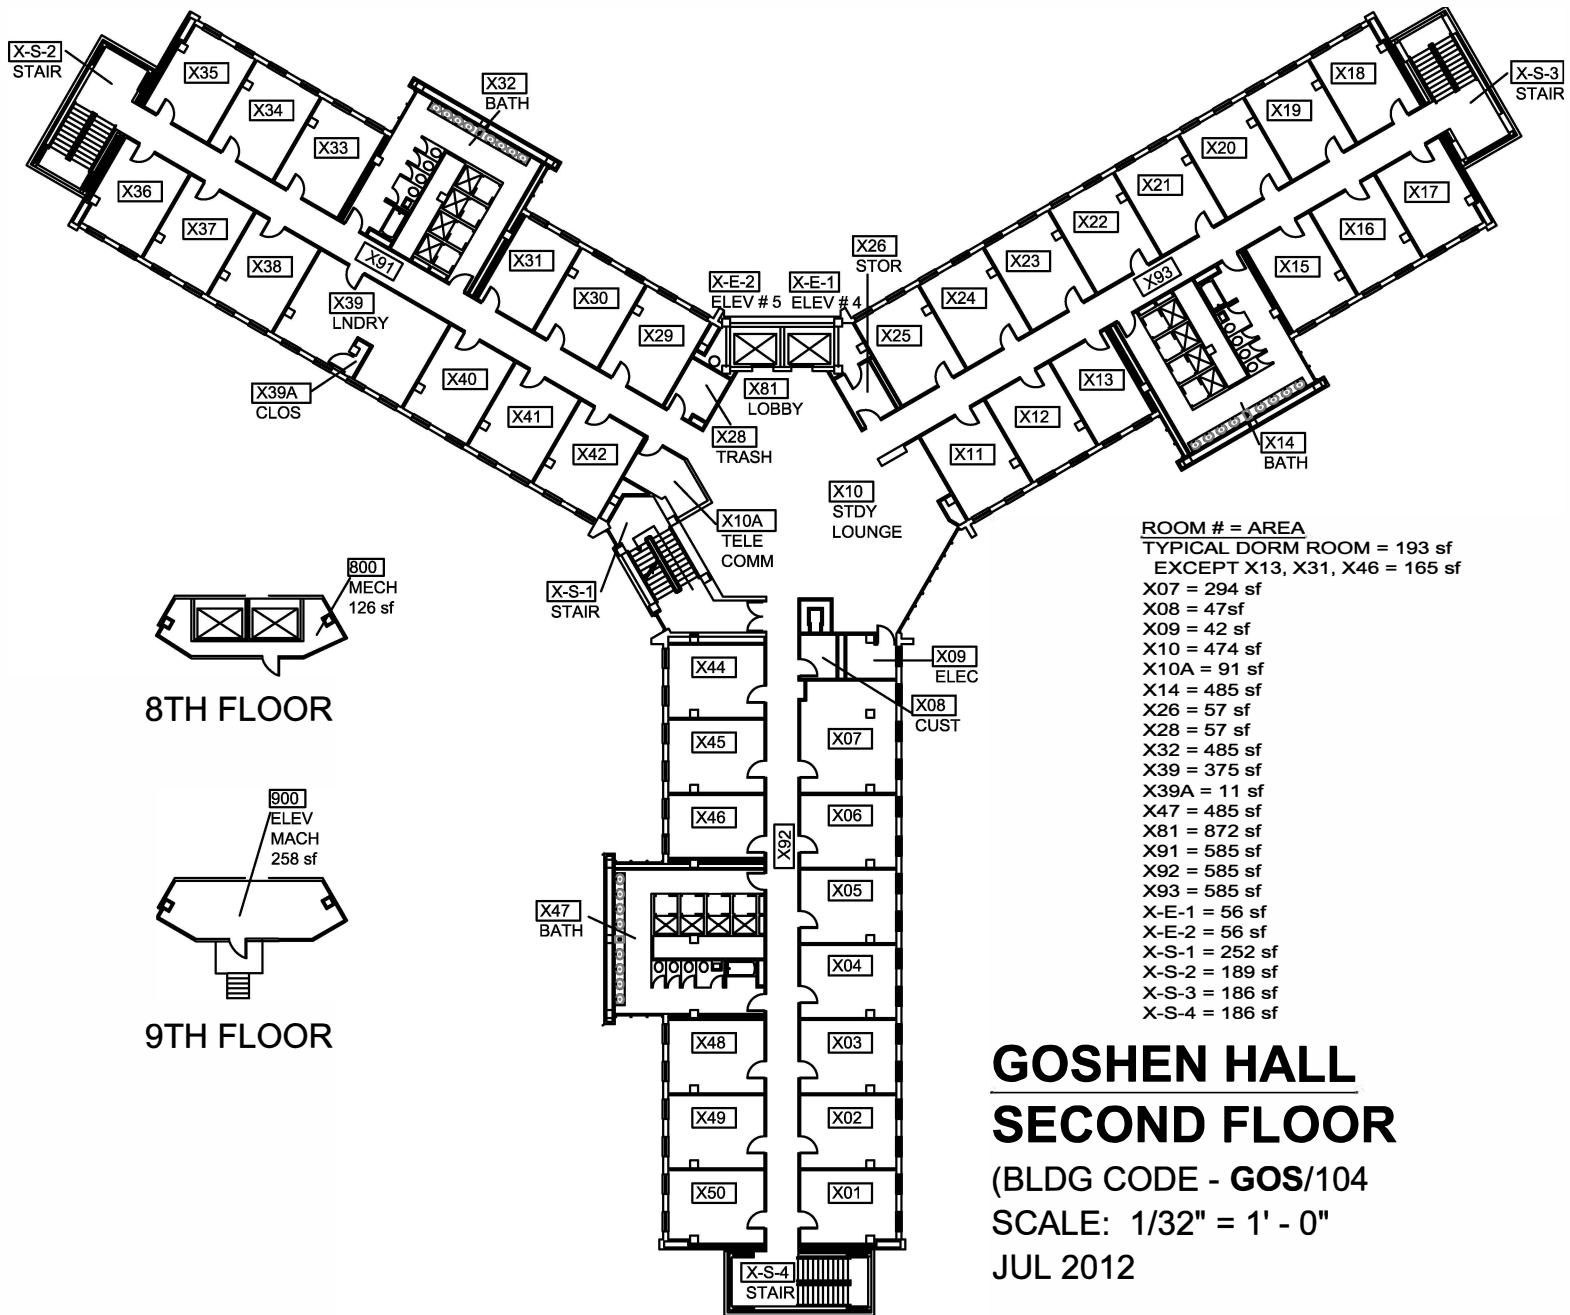 X-S-2
STAIR
X35
X34
X33
X32
BATH
X36
X37
X38
X91
X39
LNDRY
X39A
CLOS
X31
X30
X29
X40
X41
X42
X-E-2
ELEV # 5
X-E-1
ELEV # 4
X81
LOBBY
X28
TRASH
X26
STOR
X25
X24
X23
X22
X21
X20
X19
X18
X-S-3
STAIR
X17
X16
X15
X93
X14
BATH
X13
X12
X11
X10
STDY
LOUNGE
X10A
TELE
COMM
X-S-1
STAIR
X09
ELEC
X08
CUST
X44
X45
X46
X07
X06
X92
X05
X47
BATH
X04
X48
X03
X49
X02
X50
X01
X-S-4
STAIR
800
MECH
126 sf
8TH FLOOR
900
ELEV
MACH
258 sf
9TH FLOOR
ROOM # = AREA
TYPICAL DORM ROOM = 193 sf
EXCEPT X13, X31, X46 = 165 sf
X07 = 294 sf
X08 = 47sf
X09 = 42 sf
X10 = 474 sf
X10A = 91 sf
X14 = 485 sf
X26 = 57 sf
X28 = 57 sf
X32 = 485 sf
X39 = 375 sf
X39A = 11 sf
X47 = 485 sf
X81 = 872 sf
X91 = 585 sf
X92 = 585 sf
X93 = 585 sf
X-E-1 = 56 sf
X-E-2 = 56 sf
X-S-1 = 252 sf
X-S-2 = 189 sf
X-S-3 = 186 sf
X-S-4 = 186 sf
GOSHEN HALL
SECOND FLOOR
(BLDG CODE - GOS/104
SCALE: 1/32" = 1' - 0"
JUL 2012